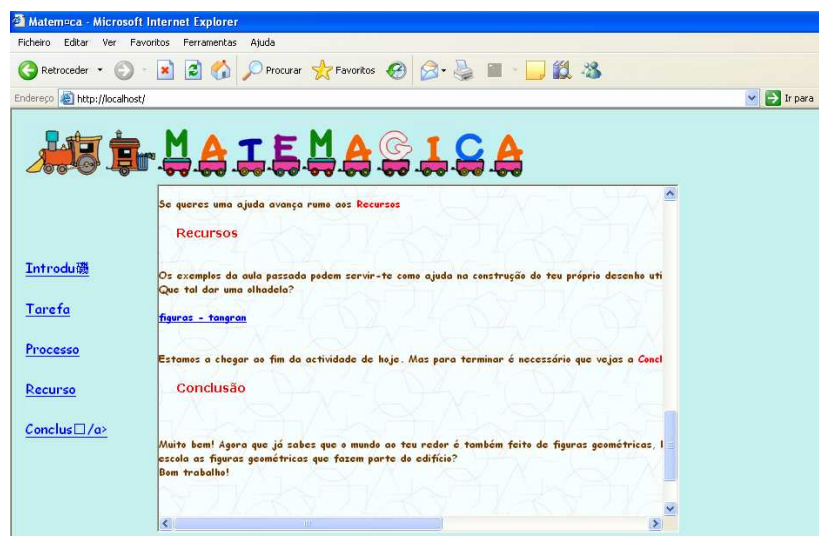 Matem¤ca - Microsoft Internet Explorer
Ficheiro Editar Ver Favoritos Ferramentas Ajuda
Retroceder Procurar Favoritos
Endereço http://localhost/ Ir para
MATEMAGICA
Se queres uma ajuda avança rumo aos Recursos
Recursos
Introdu磯
Os exemplos da aula passada podem servir-te como ajuda na construção do teu próprio desenho uti
Que tal dar uma olhadela?
Tarefa
figuras - tangran
Processo
Estamos a chegar ao fim da actividade de hoje. Mas para terminar é necessário que vejas a Concl
Recurso
Conclusão
Conclus□/a>
Muito bem! Agora que já sabes que o mundo ao teu redor é também feito de figuras geométricas,
escola as figuras geométricas que fazem parte do edifício?
Bom trabalho!